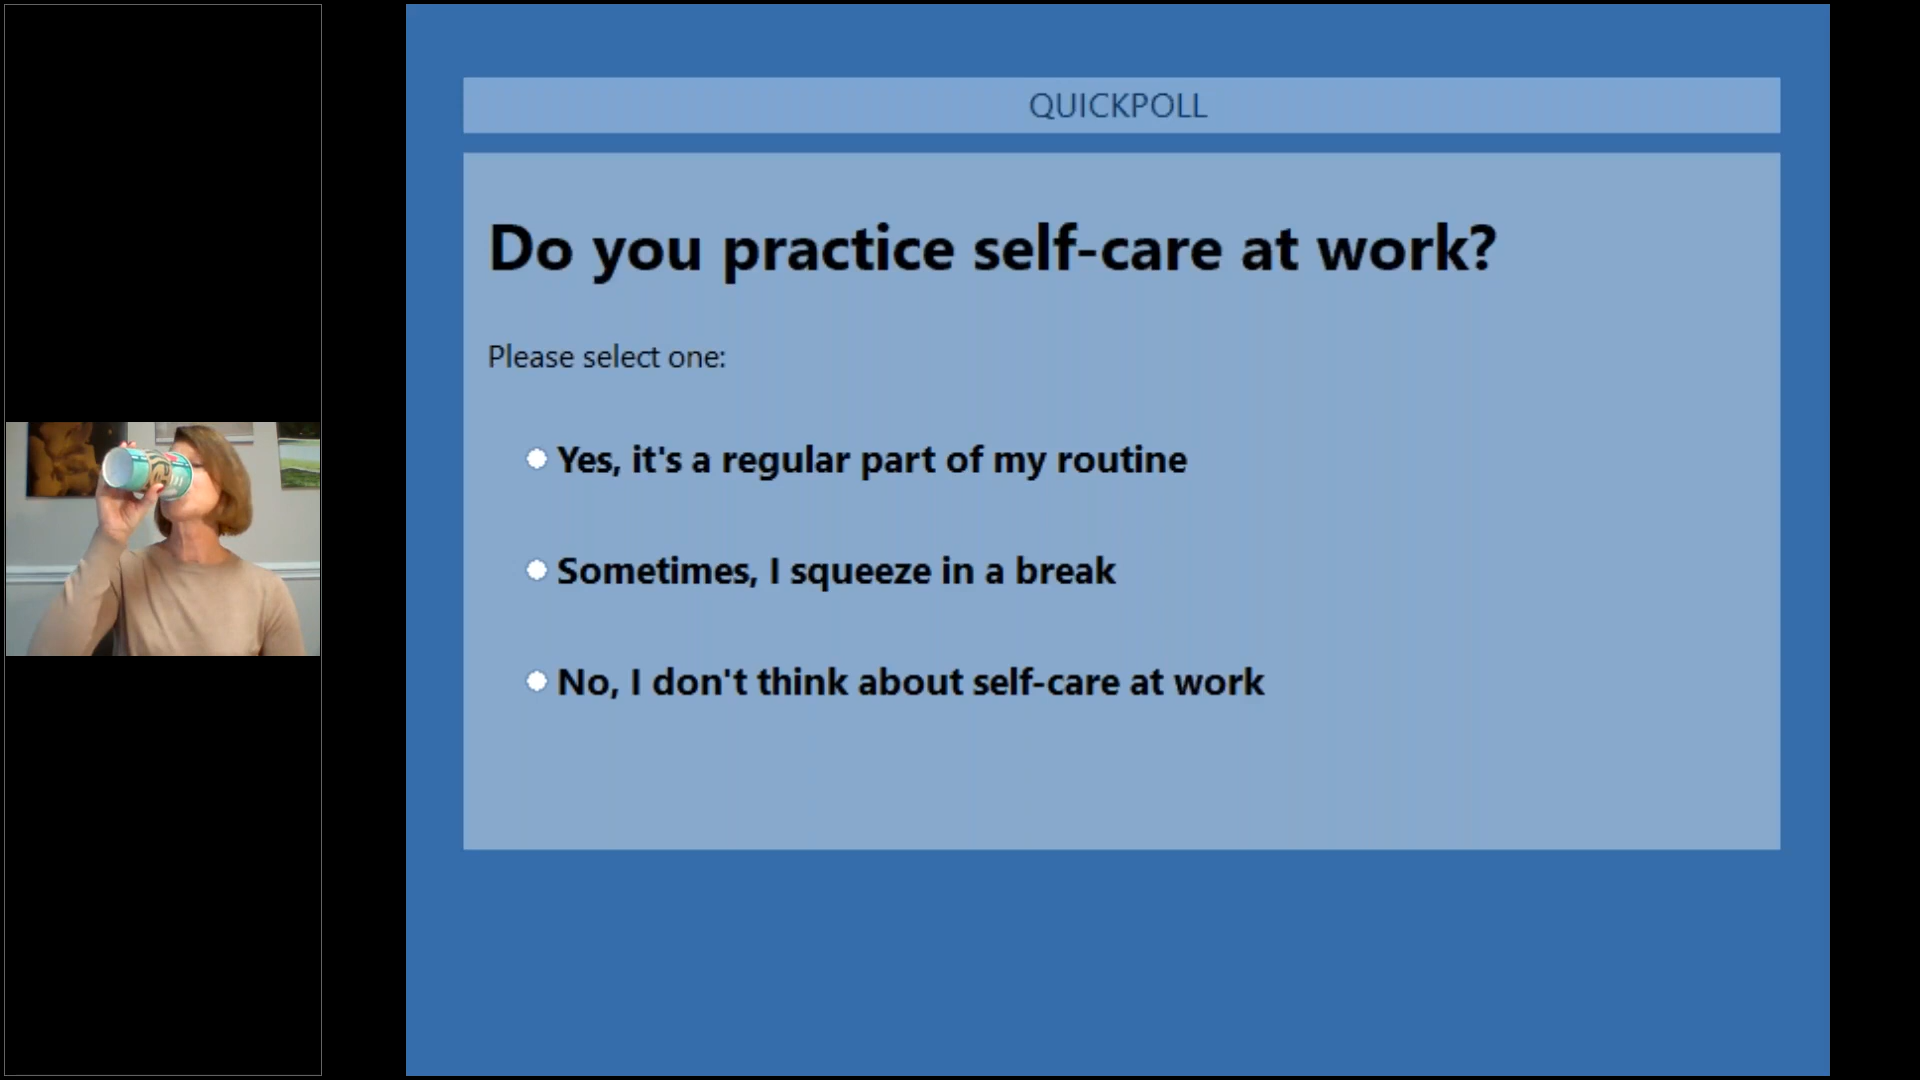 QUICKPOLL
Do you practice self-care at work?
Please select one:
Yes, it's a regular part of my routine
Sometimes, I squeeze in a break
No, I don't think about self-care at work